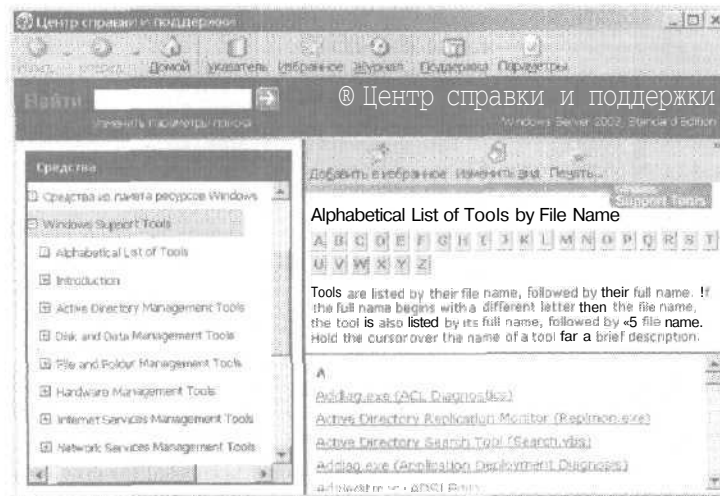 Центр справки и поддержки
Домой Указатель Избранное Журнал Поддержка Параметры
Найти
Изменить параметры поиска
® Центр справки и поддержки
Windows Server 2003, Standard Edition
Средства
Средства из пакета ресурсов Windows
Windows Support Tools
Alphabetical List of Tools
Introduction
Active Directory Management Tools
Disk and Data Management Tools
File and Folder Management Tools
Hardware Management Tools
Internet Services Management Tools
Network Services Management Tools
Добавить в избранное Изменить вид Печать...
Support Tools
Alphabetical List of Tools by File Name
A B C D E F G H I J K L M N O P Q R S T
U V W X Y Z
Tools are listed by their file name, followed by their full name. !f
the full name begins with a different letter then the file name,
the tool is also listed by its full name, followed by «5 file name.
Hold the cursor over the name of a tool far a brief description.
A
Acldiag.exe (ACL Diagnostics)
Active Directory Replication Monitor (Replmon.exe)
Active Directory Search Tool (Search.vbs)
Addiag.exe (Application Deployment Diagnosis)